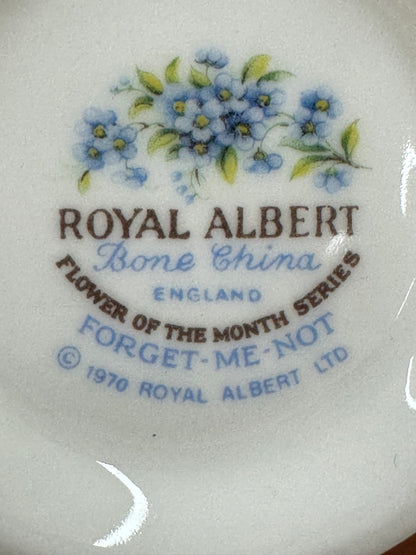 ROYAL ALBERT
Bone China
ENGLAND
FLOWER OF THE MONTH SERIES
FORGET-ME-NOT
© 1970 ROYAL ALBERT LTD